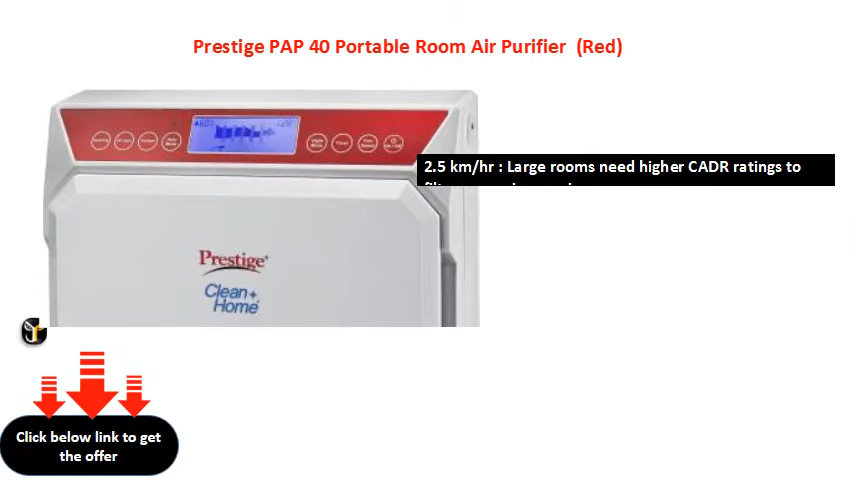 Prestige PAP 40 Portable Room Air Purifier (Red)
2.5 km/hr : Large rooms need higher CADR ratings to
Prestige
Clean+
Home
Click below link to get
the offer